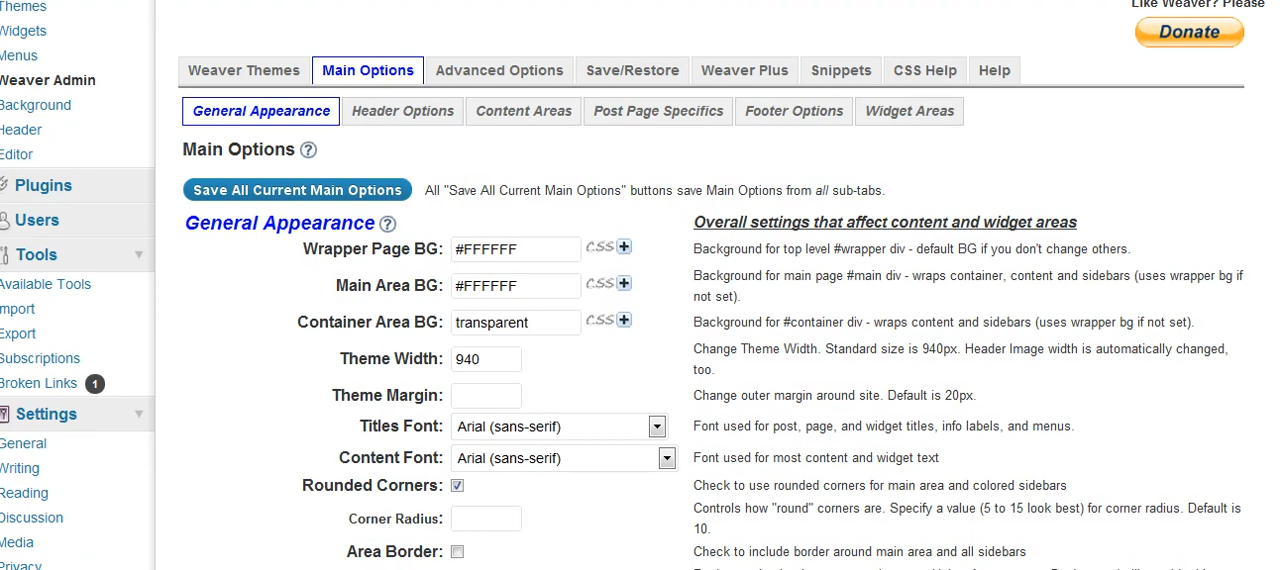 Themes
Widgets
Menus
Weaver Admin
Background
Header
Editor
Plugins
Users
Tools
Available Tools
Import
Export
Subscriptions
Broken Links 1
Settings
General
Writing
Reading
Discussion
Media
Privacy
Like Weaver? Please
Donate
Weaver Themes Main Options Advanced Options Save/Restore Weaver Plus Snippets CSS Help Help
General Appearance Header Options Content Areas Post Page Specifics Footer Options Widget Areas
Main Options ?
Save All Current Main Options All "Save All Current Main Options" buttons save Main Options from all sub-tabs.
General Appearance ? Overall settings that affect content and widget areas
Wrapper Page BG: #FFFFFF CSS + Background for top level #wrapper div - default BG if you don't change others.
Main Area BG: #FFFFFF CSS + Background for main page #main div - wraps container, content and sidebars (uses wrapper bg if
not set).
Container Area BG: transparent CSS + Background for #container div - wraps content and sidebars (uses wrapper bg if not set).
Theme Width: 940 Change Theme Width. Standard size is 940px. Header Image width is automatically changed,
too.
Theme Margin: Change outer margin around site. Default is 20px.
Titles Font: Arial (sans-serif) Font used for post, page, and widget titles, info labels, and menus.
Content Font: Arial (sans-serif) Font used for most content and widget text
Rounded Corners: Check to use rounded corners for main area and colored sidebars
Corner Radius: Controls how "round" corners are. Specify a value (5 to 15 look best) for corner radius. Default is
10.
Area Border: Check to include border around main area and all sidebars